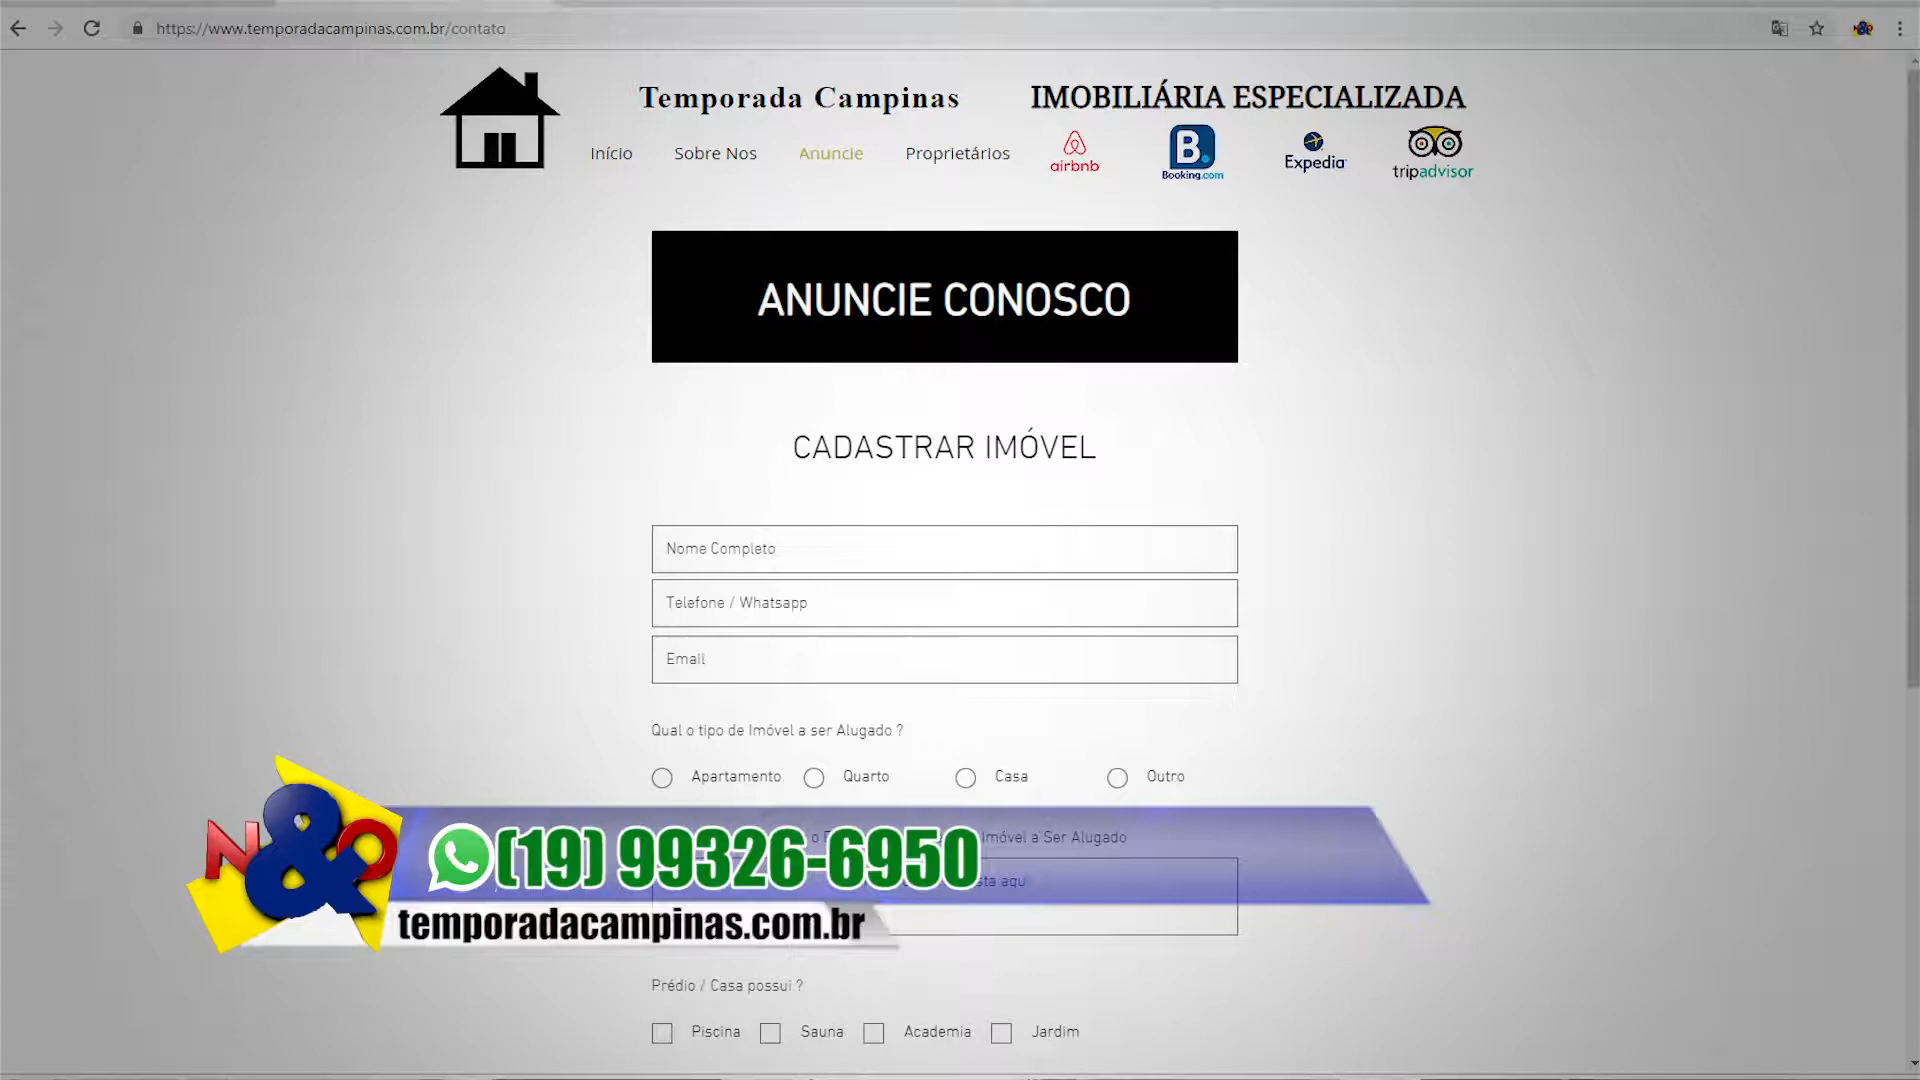 https://www.temporadacampinas.com.br/contato
Temporada Campinas
IMOBILIÁRIA ESPECIALIZADA
Início
Sobre Nos
Anuncie
Proprietários
airbnb
B.
Booking.com
Expedia
tripadvisor
ANUNCIE CONOSCO
CADASTRAR IMÓVEL
Nome Completo
Telefone / Whatsapp
Email
Qual o tipo de Imóvel a ser Alugado ?
Apartamento
Quarto
Casa
Outro
Imóvel a Ser Alugado
aqui
N&O
(19) 99326-6950
temporadacampinas.com.br
Prédio / Casa possui ?
Piscina
Sauna
Academia
Jardim